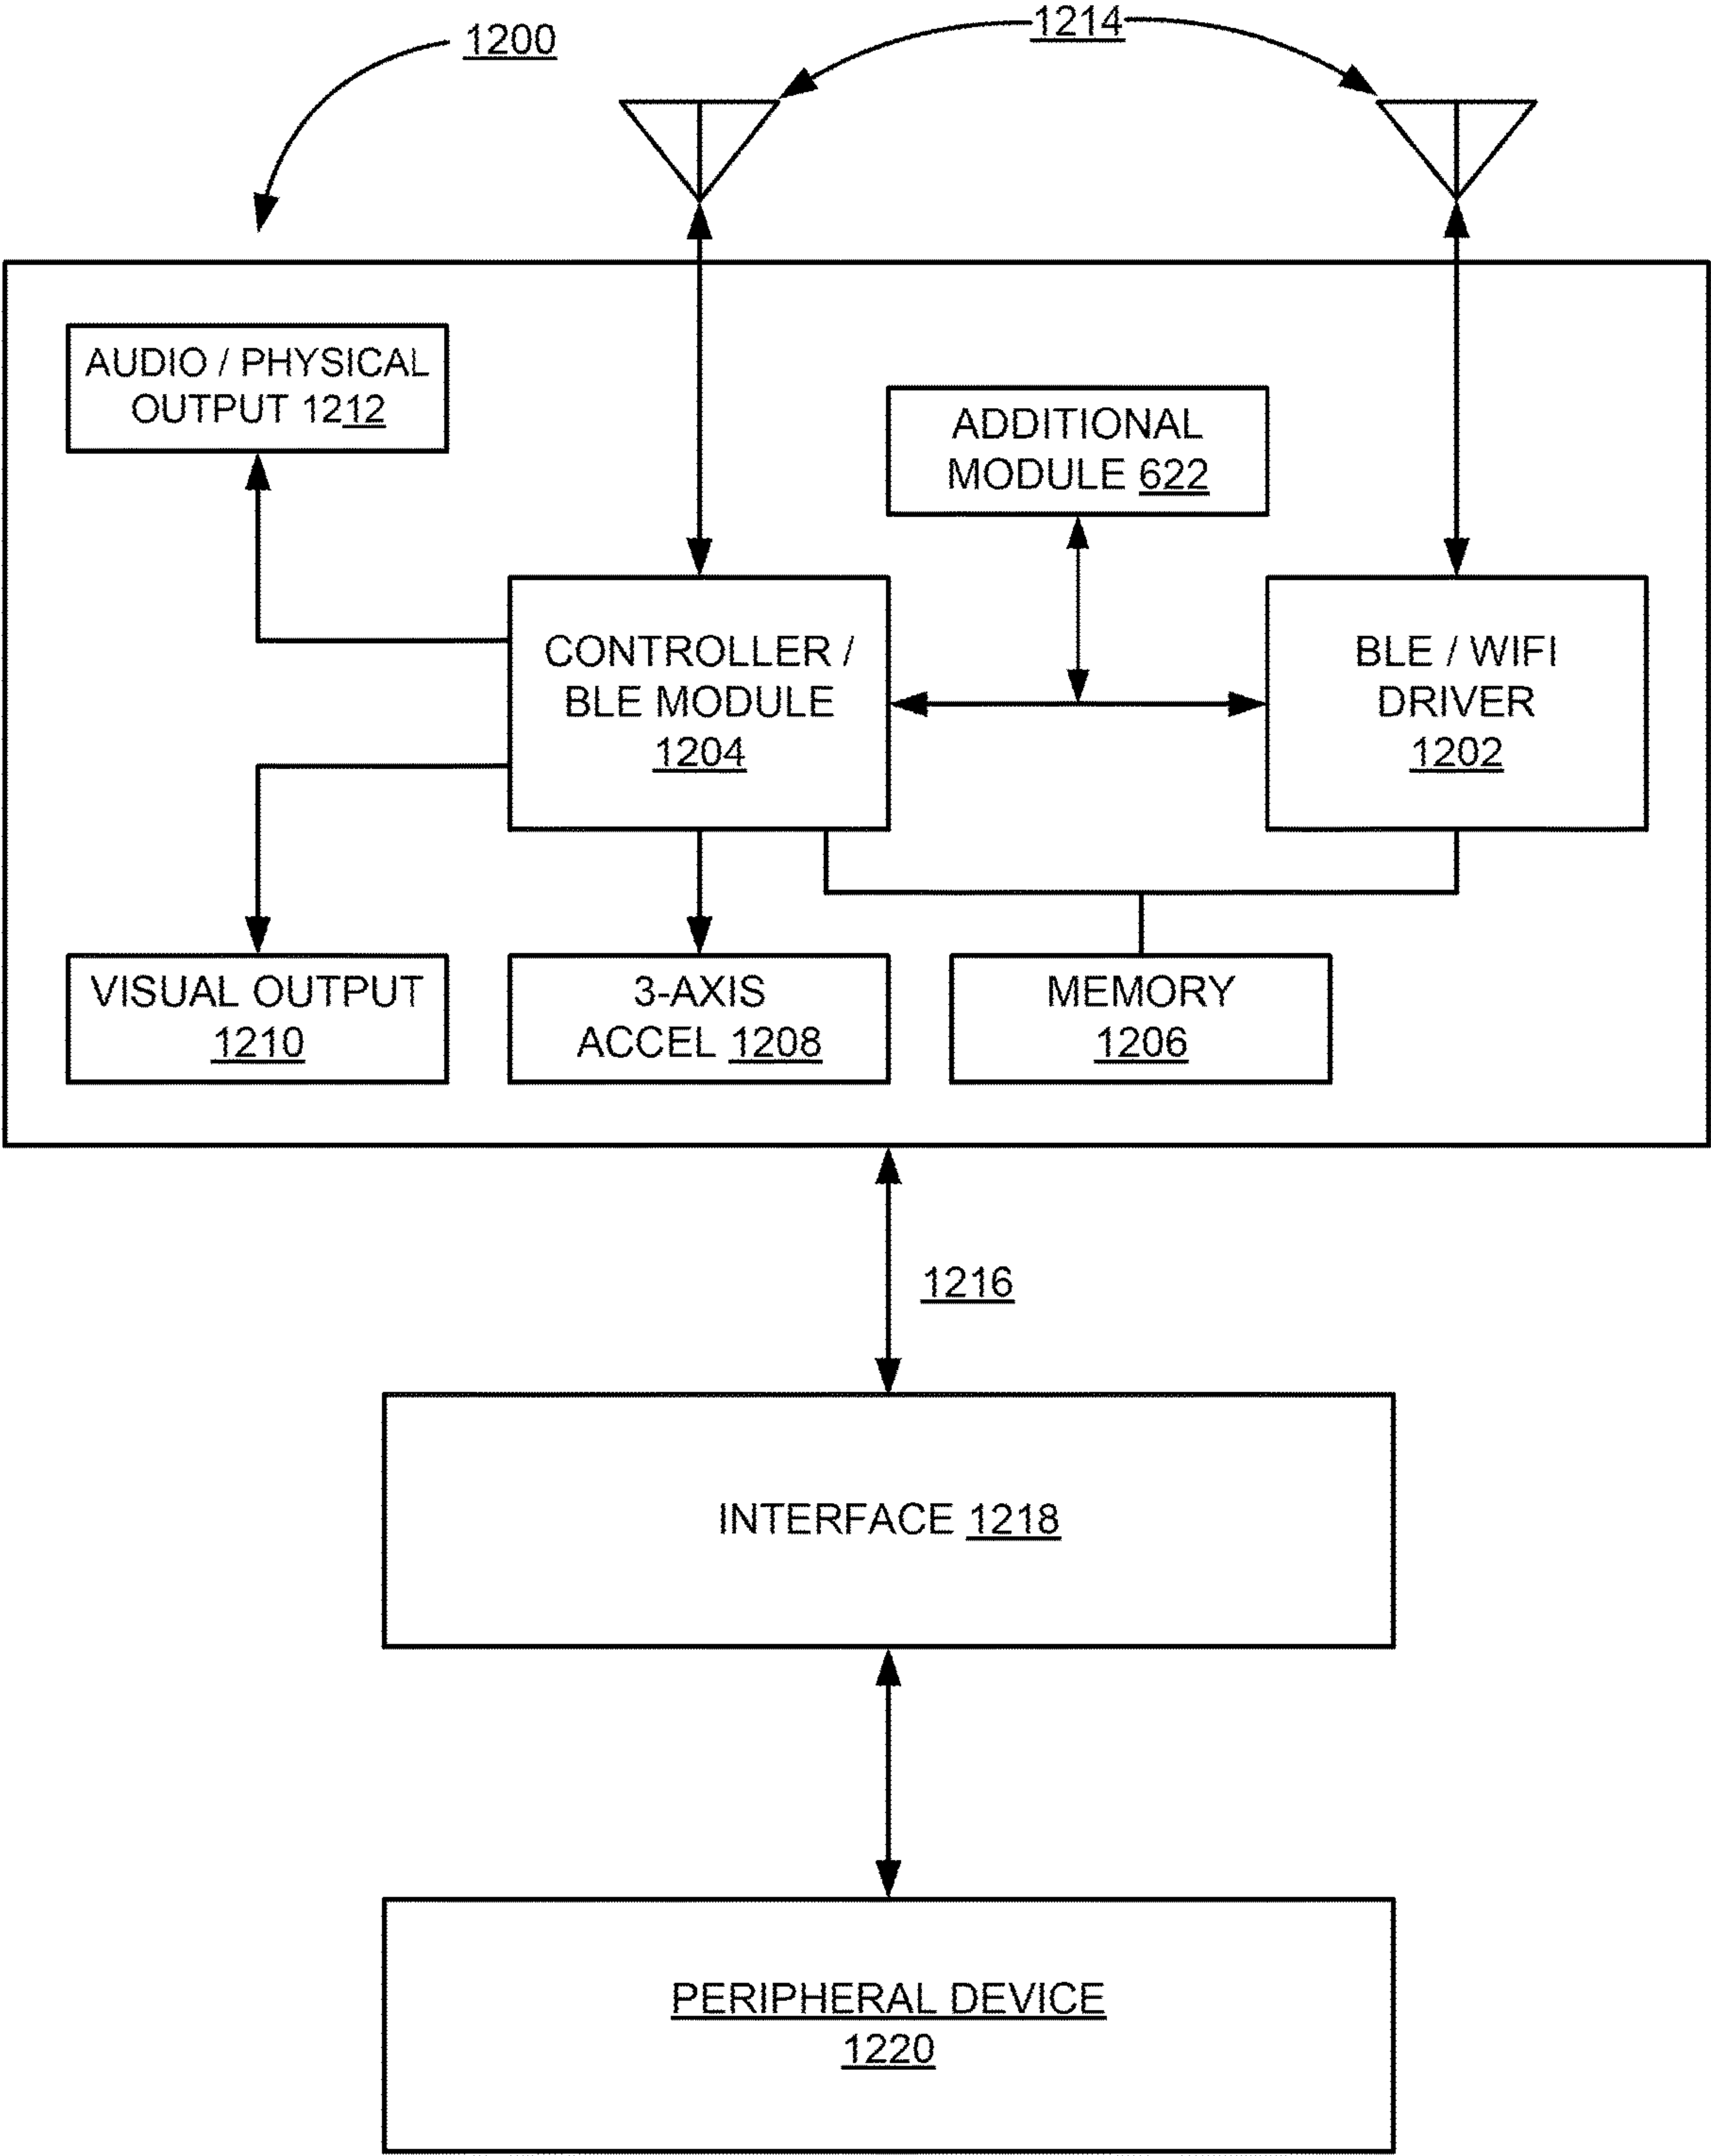 1200
1214
AUDIO / PHYSICAL
OUTPUT 1212
ADDITIONAL
MODULE 622
CONTROLLER /
BLE MODULE
1204
BLE / WIFI
DRIVER
1202
VISUAL OUTPUT
1210
3-AXIS
ACCEL 1208
MEMORY
1206
1216
INTERFACE 1218
PERIPHERAL DEVICE
1220